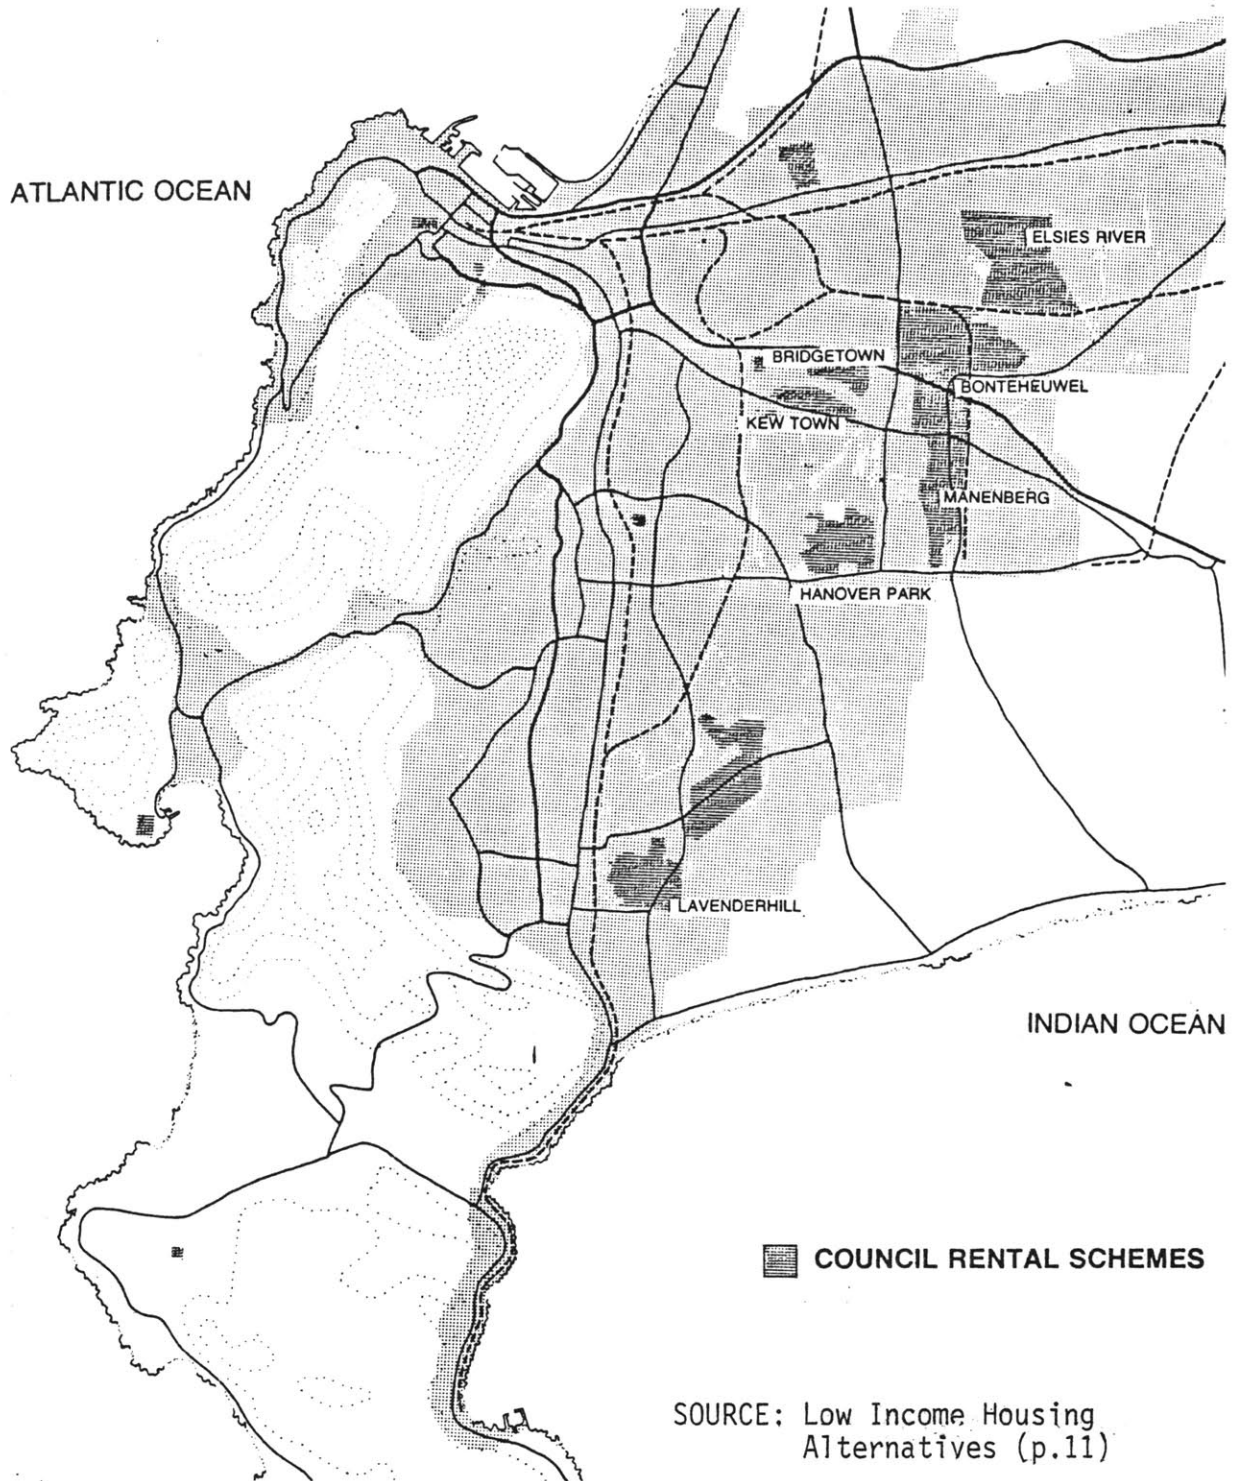 ATLANTIC OCEAN
ELSIES RIVER
BRIDGETOWN
BONTEHEUWEL
KEW TOWN
MANENBERG
HANOVER PARK
LAVENDERHILL
INDIAN OCEAN
COUNCIL RENTAL SCHEMES
SOURCE: Low Income Housing
Alternatives (p.11)